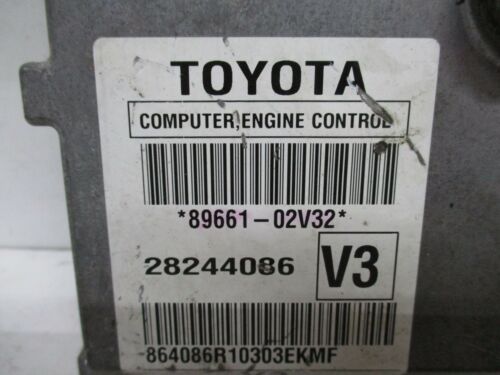 TOYOTA
COMPUTER,ENGINE CONTROL
*89661-02V32*
28244086 V3
864086R10303EKMF